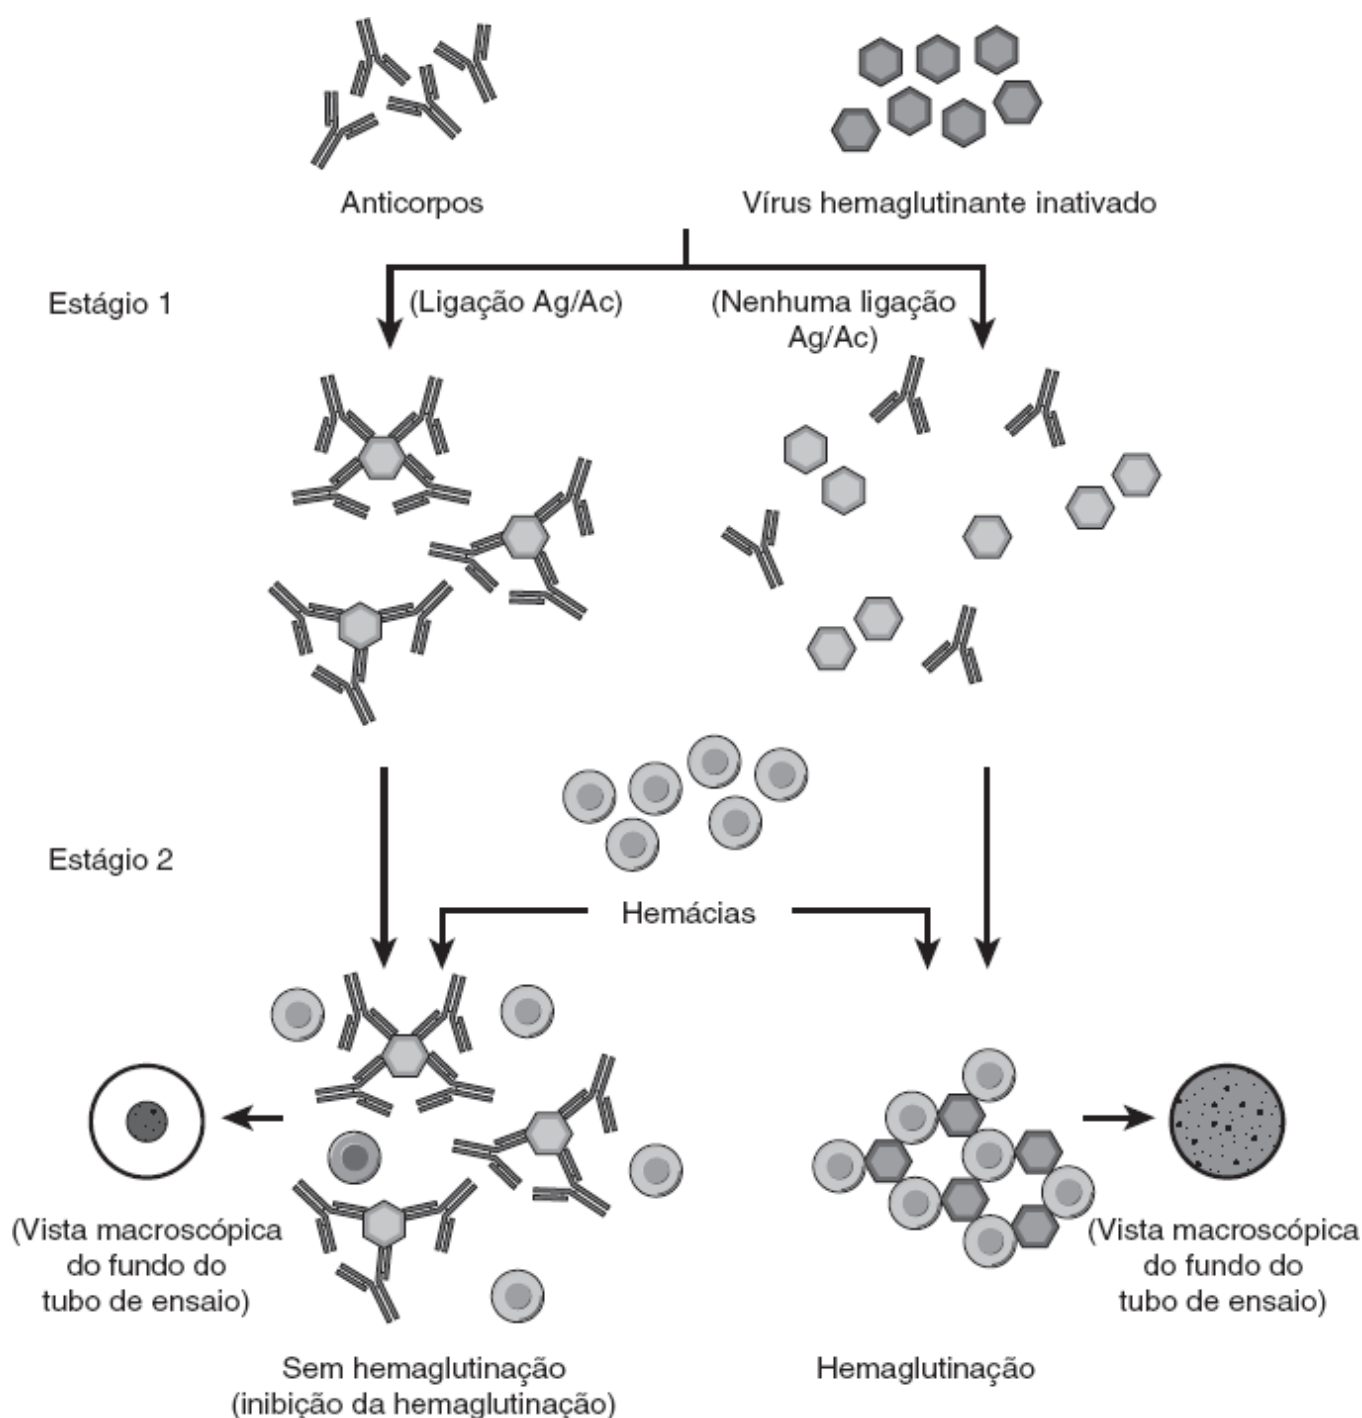 Anticorpos
Vírus hemaglutinante inativado
Estágio 1
(Ligação Ag/Ac)
(Nenhuma ligação
Ag/Ac)
Estágio 2
Hemácias
(Vista macroscópica
do fundo do
tubo de ensaio)
(Vista macroscópica
do fundo do
tubo de ensaio)
Sem hemaglutinação
(inibição da hemaglutinação)
Hemaglutinação